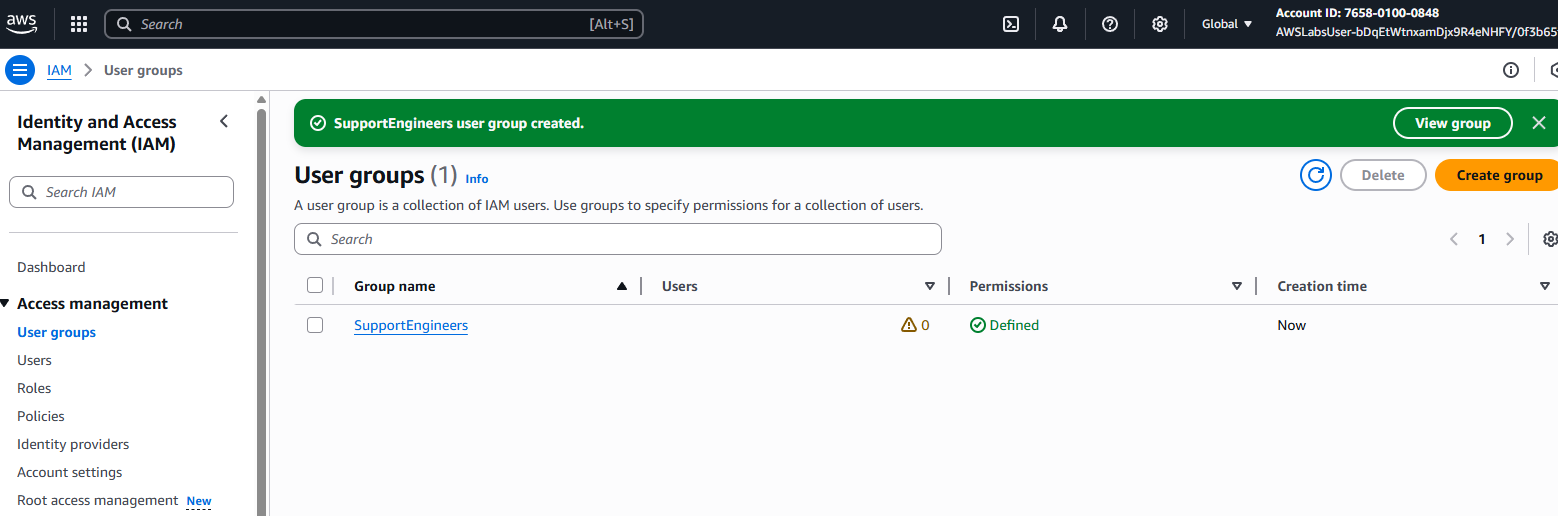 aws
Search [Alt+S]
Global
Account ID: 7658-0100-0848
AWSLabsUser-bDqEtWtnxamDjx9R4eNHFY/0f3b65
IAM > User groups
Identity and Access
Management (IAM)
Search IAM
Dashboard
Access management
User groups
Users
Roles
Policies
Identity providers
Account settings
Root access management New
SupportEngineers user group created.
View group
User groups (1) Info
Delete
Create group
A user group is a collection of IAM users. Use groups to specify permissions for a collection of users.
Search
1
Group name Users Permissions Creation time
SupportEngineers 0 Defined Now